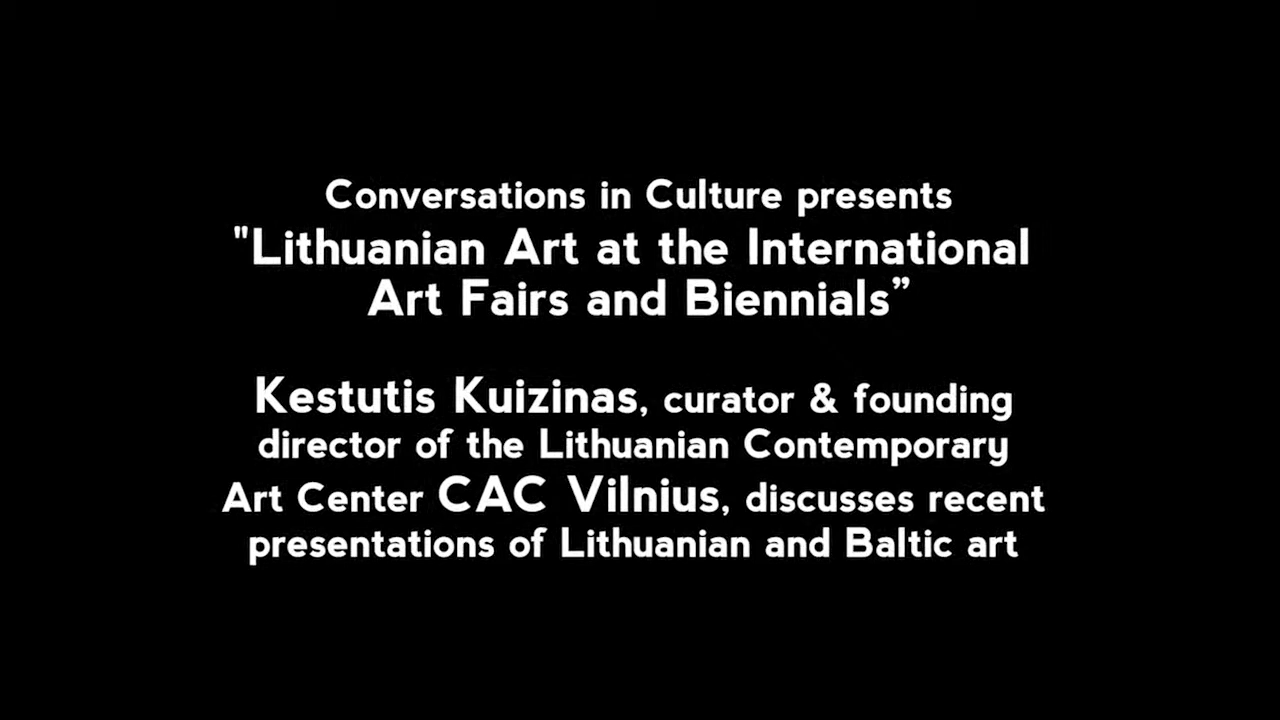 Conversations in Culture presents
"Lithuanian Art at the International
Art Fairs and Biennials”
Kestutis Kuizinas, curator & founding
director of the Lithuanian Contemporary
Art Center CAC Vilnius, discusses recent
presentations of Lithuanian and Baltic art